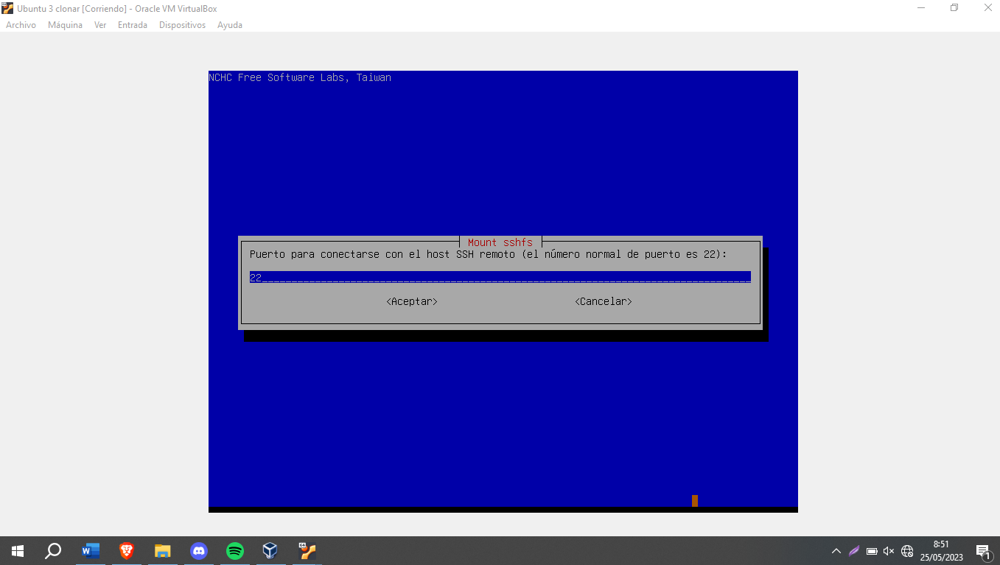 Ubuntu 3 clonar [Corriendo] - Oracle VM VirtualBox
Archivo Máquina Ver Entrada Dispositivos Ayuda
NCHC Free Software Labs, Taiwan
Mount sshfs
Puerto para conectarse con el host SSH remoto (el número normal de puerto es 22):
22
<Aceptar> <Cancelar>
8:51
25/05/2023
1